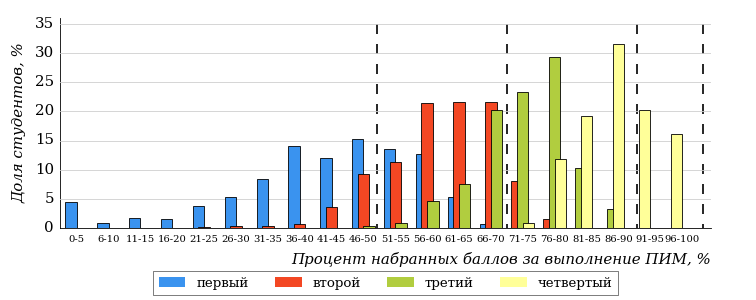 35
30
25
20
15
10
5
0
Доля студентов, %
0-5 6-10 11-15 16-20 21-25 26-30 31-35 36-40 41-45 46-50 51-55 56-60 61-65 66-70 71-75 76-80 81-85 86-90 91-95 96-100
Процент набранных баллов за выполнение ПИМ, %
первый второй третий четвертый